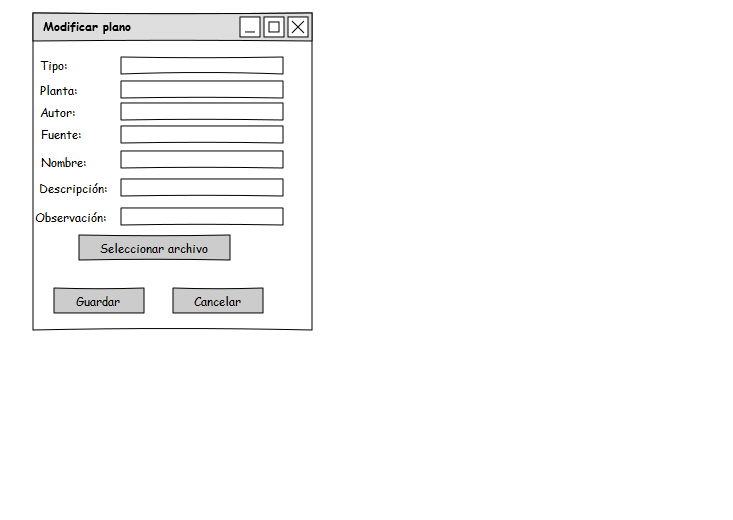 Modificar plano
Tipo:
Planta:
Autor:
Fuente:
Nombre:
Descripción:
Observación:
Seleccionar archivo
Guardar
Cancelar